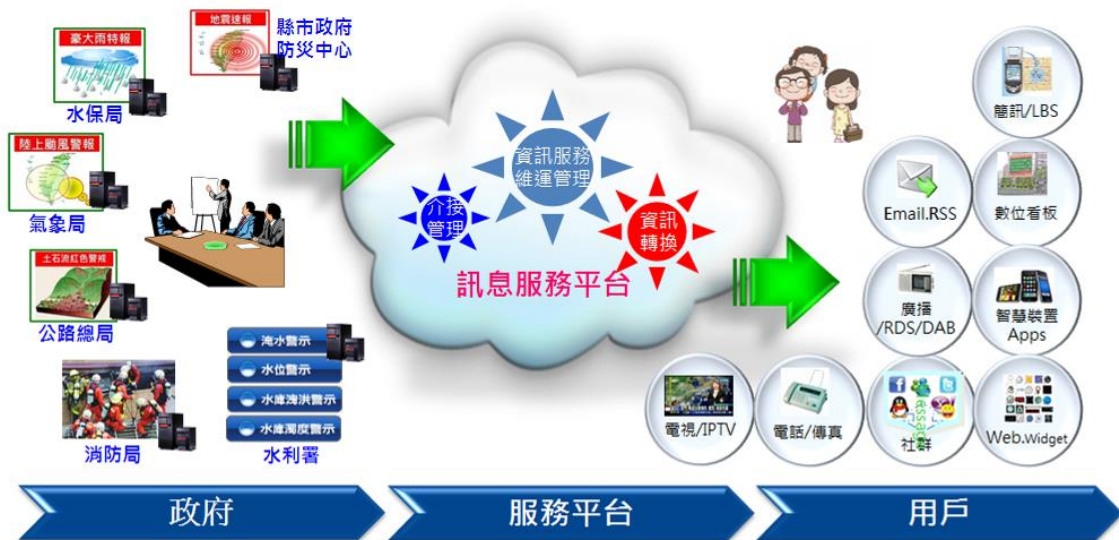 豪大雨特報
水保局
地震速報
縣市政府
防災中心
陸上颱風警報
氣象局
土石流紅色警戒
公路總局
消防局
淹水警示
水位警示
水庫洩洪警示
水庫濁度警示
水利署
資訊服務
維運管理
介接
管理
資訊
轉換
訊息服務平台
簡訊/LBS
Email.RSS
數位看板
廣播
/RDS/DAB
智慧裝置
Apps
電視/IPTV
電話/傳真
社群
Web.widget
政府
服務平台
用戶